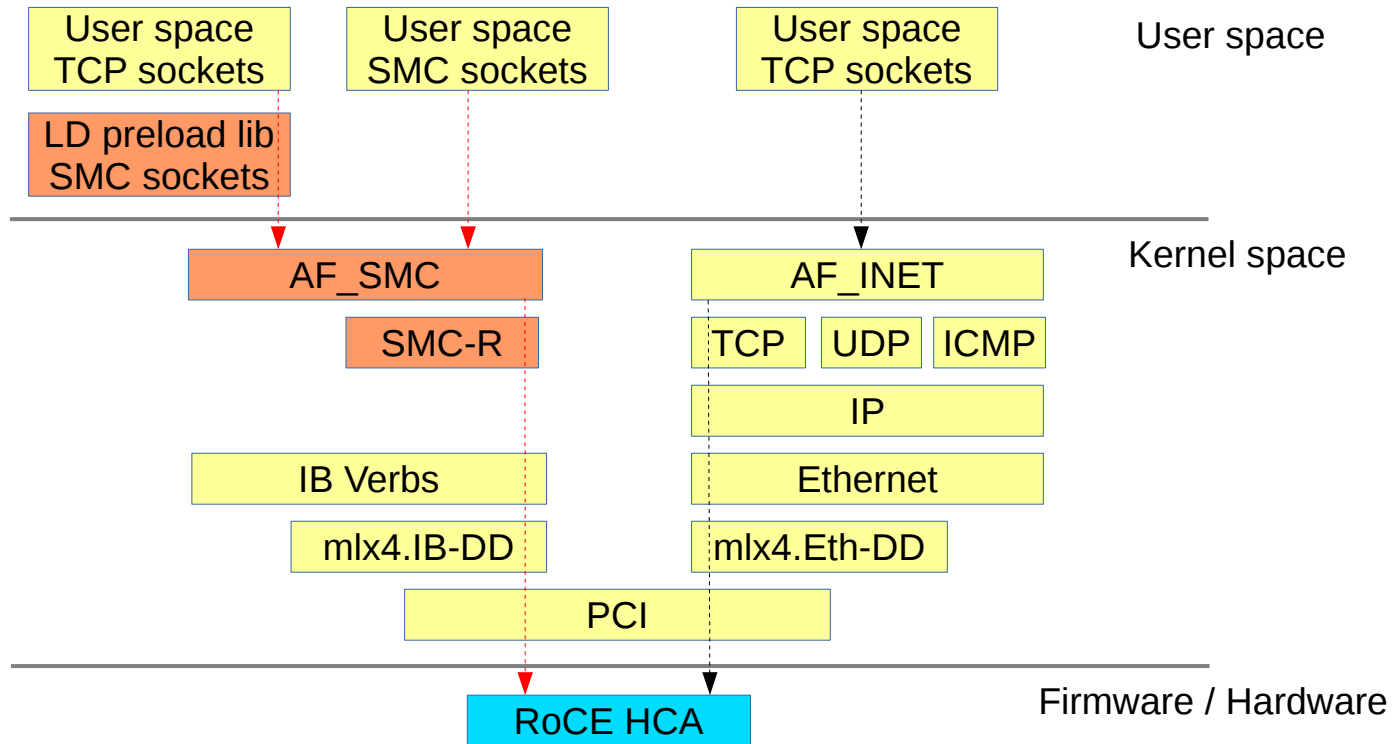 User space
TCP sockets
User space
SMC sockets
User space
TCP sockets
User space
LD preload lib
SMC sockets
Kernel space
AF_SMC
AF_INET
SMC-R
TCP
UDP
ICMP
IP
IB Verbs
Ethernet
mlx4.IB-DD
mlx4.Eth-DD
PCI
Firmware / Hardware
RoCE HCA